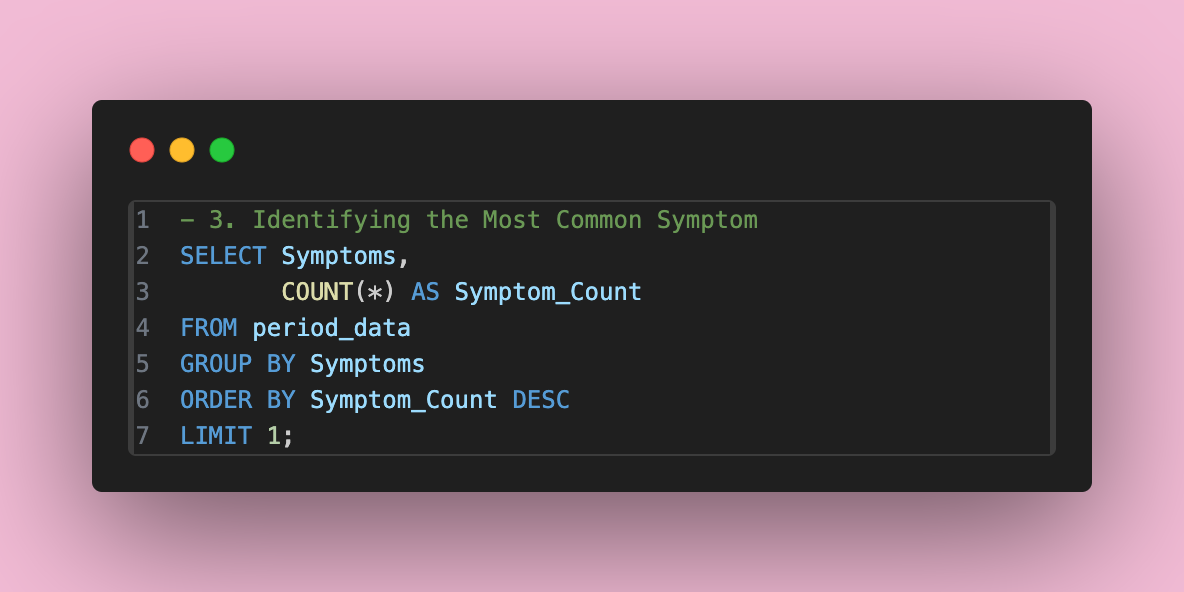 1 – 3. Identifying the Most Common Symptom
2 SELECT Symptoms,
3        COUNT(*) AS Symptom_Count
4 FROM period_data
5 GROUP BY Symptoms
6 ORDER BY Symptom_Count DESC
7 LIMIT 1;